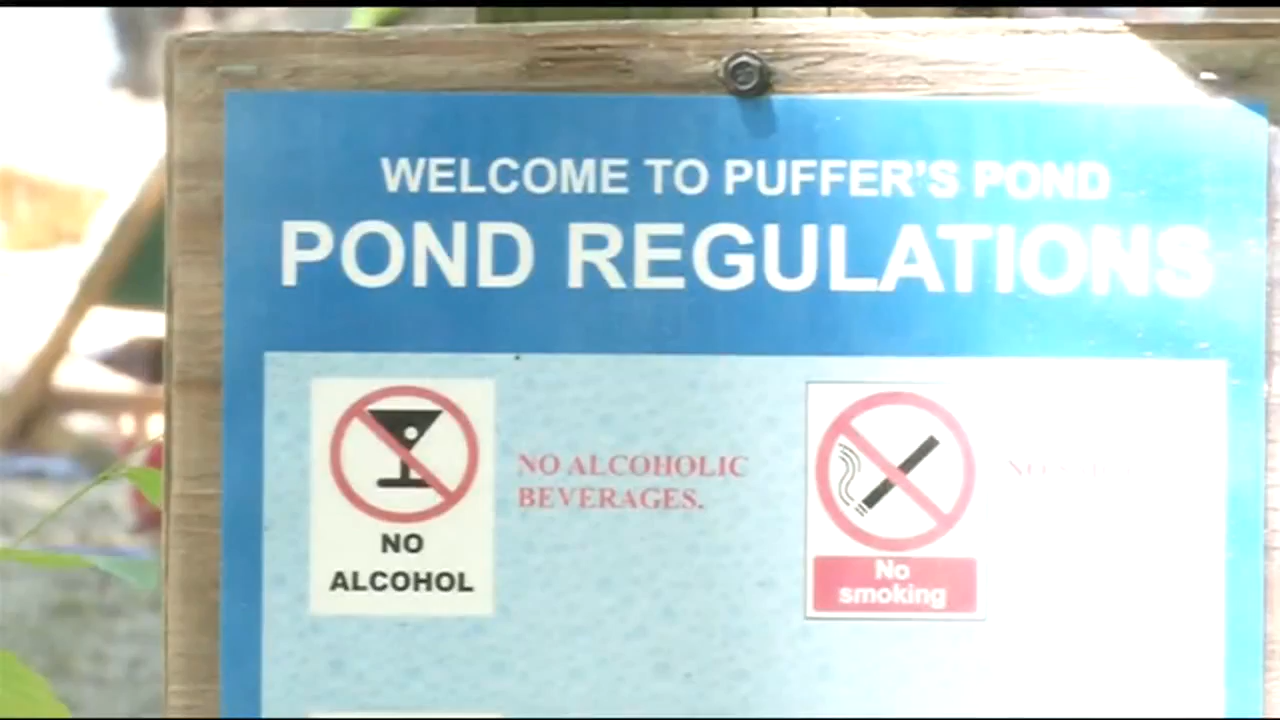 WELCOME TO PUFFER'S POND
POND REGULATIONS
NO
ALCOHOL
NO ALCOHOLIC
BEVERAGES.
No
smoking